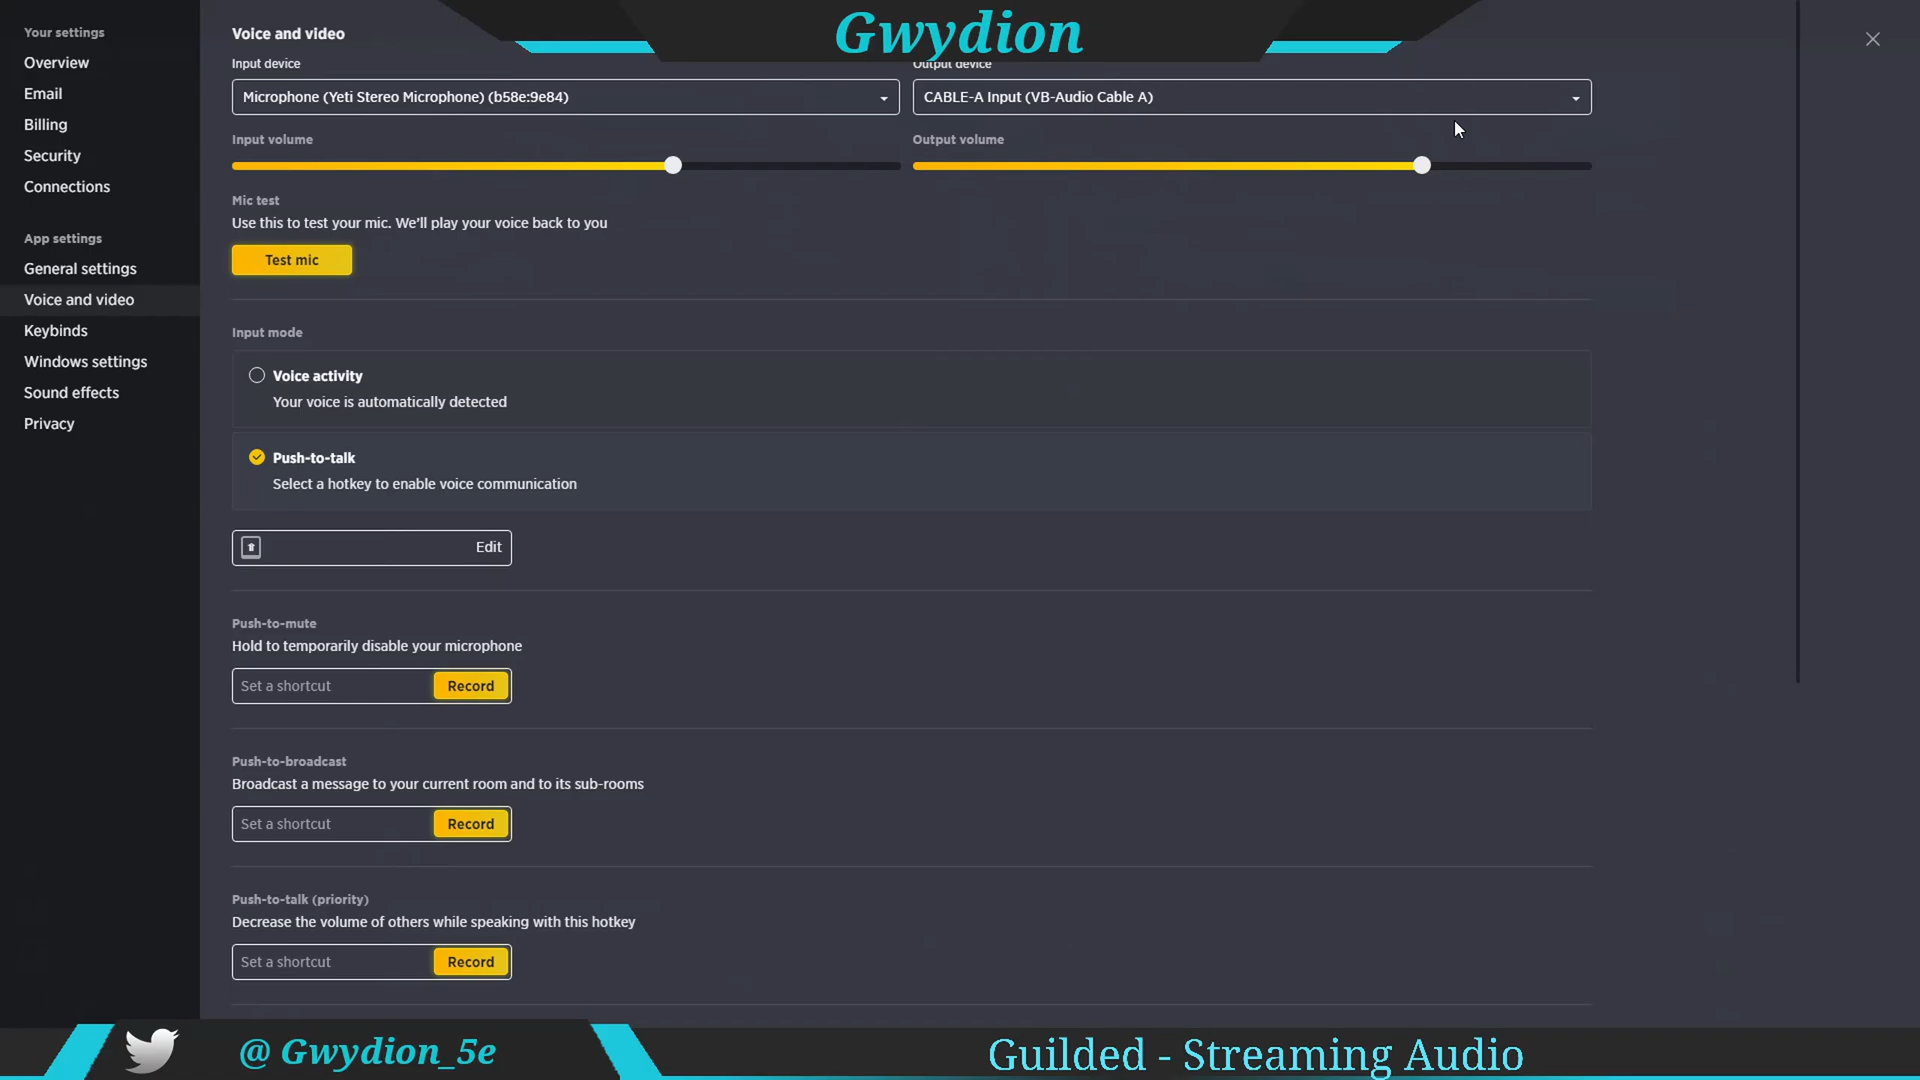 Gwydion
Your settings
Overview
Email
Billing
Security
Connections
App settings
General settings
Voice and video
Keybinds
Windows settings
Sound effects
Privacy
Voice and video
Input device
Microphone (Yeti Stereo Microphone) (b58e:9e84)
Output device
CABLE-A Input (VB-Audio Cable A)
Input volume
Output volume
Mic test
Use this to test your mic. We'll play your voice back to you
Test mic
Input mode
Voice activity
Your voice is automatically detected
Push-to-talk
Select a hotkey to enable voice communication
Edit
Push-to-mute
Hold to temporarily disable your microphone
Set a shortcut Record
Push-to-broadcast
Broadcast a message to your current room and to its sub-rooms
Set a shortcut Record
Push-to-talk (priority)
Decrease the volume of others while speaking with this hotkey
Set a shortcut Record
@ Gwydion_5e
Guilded - Streaming Audio